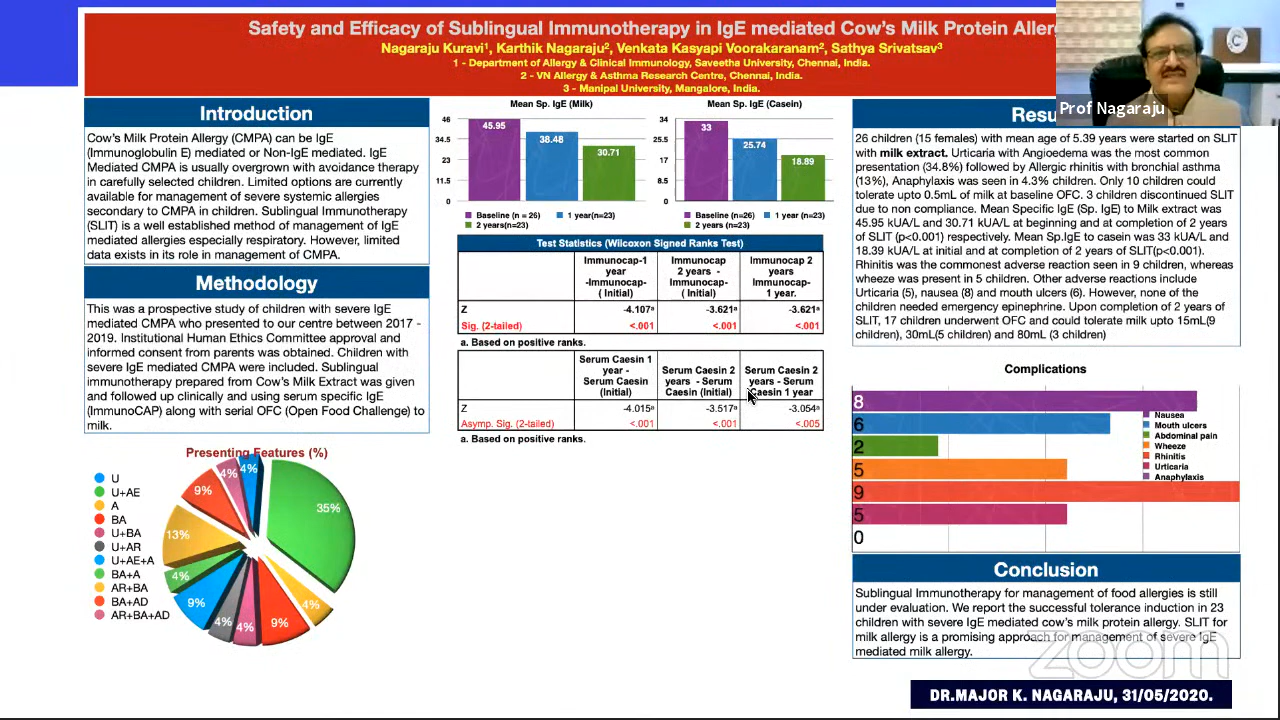 Safety and Efficacy of Sublingual Immunotherapy in IgE mediated Cow's Milk Protein
Nagaraju Kuravi¹, Karthik Nagaraju², Venkata Kasyapi Voorakaranam², Sathya Srivatsav³
1 - Department of Allergy & Clinical Immunology, Saveetha University, Chennai, India.
2 - VN Allergy & Asthma Research Centre, Chennai, India.
3 - Manipal University, Mangalore, India.
Prof Nagaraju
Introduction
Cow's Milk Protein Allergy (CMPA) can be IgE
(Immunoglobulin E) mediated or Non-IgE mediated. IgE
Mediated CMPA is usually overgrown with avoidance therapy
in carefully selected children. Limited options are currently
available for management of severe systemic allergies
secondary to CMPA in children. Sublingual Immunotherapy
(SLIT) is a well established method of management of IgE
mediated allergies especially respiratory. However, limited
data exists in its role in management of CMPA.
Methodology
This was a prospective study of children with severe IgE
mediated CMPA who presented to our centre between 2017 -
2019. Institutional Human Ethics Committee approval and
informed consent from parents was obtained. Children with
severe IgE mediated CMPA were included. Sublingual
immunotherapy prepared from Cow's Milk Extract was given
and followed up clinically and using serum specific IgE
(ImmunoCAP) along with serial OFC (Open Food Challenge) to
milk.
Presenting Features (%)
U
U+AE
A
BA
U+BA
U+AR
U+AE+A
BA+A
AR+BA
BA+AD
AR+BA+AD
35%
4%
9%
4%
4%
9%
4%
13%
9%
4%
4%
Mean Sp. IgE (Milk)
46
34.5
23
11.5
0
45.95
38.48
30.71
Baseline (n = 26)
1 year(n=23)
2 years(n=23)
Mean Sp. IgE (Casein)
34
25.5
17
8.5
0
33
25.74
18.89
Baseline (n=26)
1 year(n=23)
2 years (n=23)
Test Statistics (Wilcoxon Signed Ranks Test)
Immunocap-1 year -Immunocap- ( Initial)
Immunocap 2 years - Immunocap- ( Initial)
Immunocap 2 years - Immunocap- 1 year.
Z -4.107ᵃ -3.621ᵃ -3.621ᵃ
Sig. (2-tailed) <.001 <.001 <.001
a. Based on positive ranks.
Serum Caesin 1 year - Serum Caesin (Initial)
Serum Caesin 2 years - Serum Caesin (Initial)
Serum Caesin 2 years - Serum Caesin 1 year
Z -4.015ᵃ -3.517ᵃ -3.054ᵃ
Asymp. Sig. (2-tailed) <.001 <.001 <.005
a. Based on positive ranks.
26 children (15 females) with mean age of 5.39 years were started on SLIT
with milk extract. Urticaria with Angioedema was the most common
presentation (34.8%) followed by Allergic rhinitis with bronchial asthma
(13%), Anaphylaxis was seen in 4.3% children. Only 10 children could
tolerate upto 0.5mL of milk at baseline OFC. 3 children discontinued SLIT
due to non compliance. Mean Specific IgE (Sp. IgE) to Milk extract was
45.95 kUA/L and 30.71 kUA/L at beginning and at completion of 2 years
of SLIT (p<0.001) respectively. Mean Sp.IgE to casein was 33 kUA/L and
18.39 kUA/L at initial and at completion of 2 years of SLIT(p<0.001).
Rhinitis was the commonest adverse reaction seen in 9 children, whereas
wheeze was present in 5 children. Other adverse reactions include
Urticaria (5), nausea (8) and mouth ulcers (6). However, none of the
children needed emergency epinephrine. Upon completion of 2 years of
SLIT, 17 children underwent OFC and could tolerate milk upto 15mL(9
children), 30mL(5 children) and 80mL (3 children)
Complications
8
6
2
5
9
5
0
Nausea
Mouth ulcers
Abdominal pain
Wheeze
Rhinitis
Urticaria
Anaphylaxis
Conclusion
Sublingual Immunotherapy for management of food allergies is still
under evaluation. We report the successful tolerance induction in 23
children with severe IgE mediated cow's milk protein allergy. SLIT for
milk allergy is a promising approach for management of severe IgE
mediated milk allergy.
zoom
DR.MAJOR K. NAGARAJU, 31/05/2020.